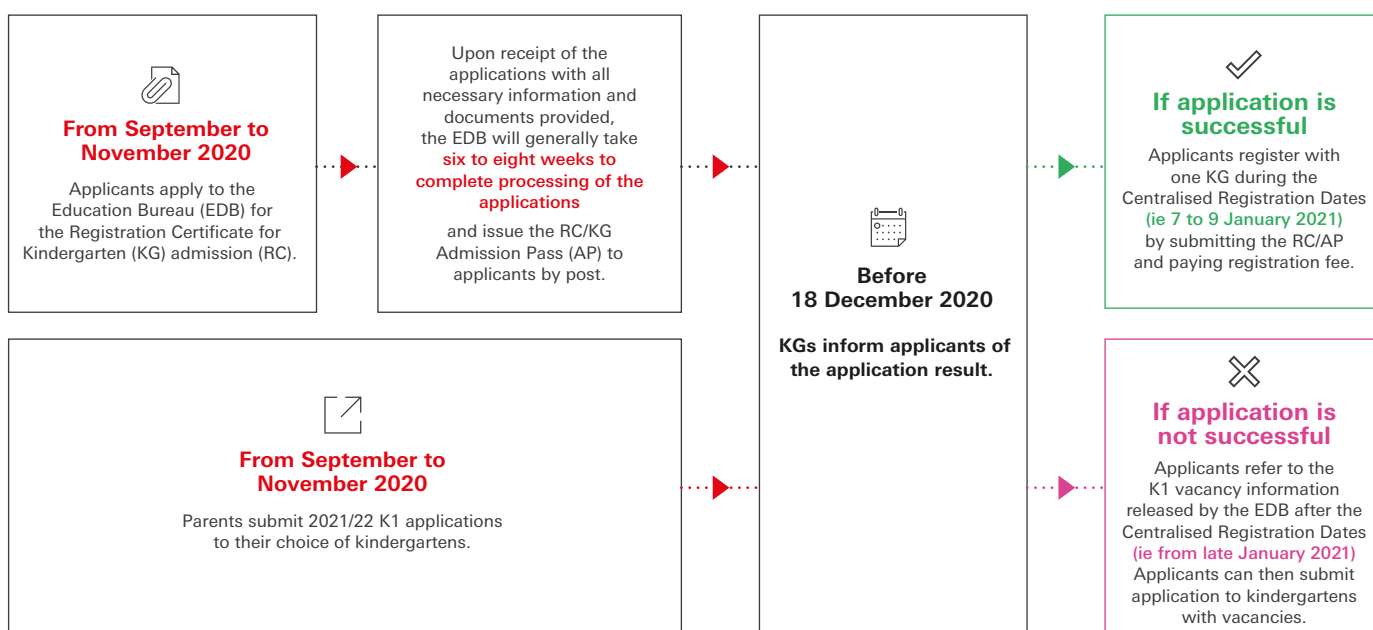 From September to
November 2020
Applicants apply to the
Education Bureau (EDB) for
the Registration Certificate for
Kindergarten (KG) admission (RC).
Upon receipt of the
applications with all
necessary information and
documents provided,
the EDB will generally take
six to eight weeks to
complete processing of the
applications
and issue the RC/KG
Admission Pass (AP) to
applicants by post.
From September to
November 2020
Parents submit 2021/22 K1 applications
to their choice of kindergartens.
Before
18 December 2020
KGs inform applicants of
the application result.
If application is
successful
Applicants register with
one KG during the
Centralised Registration Dates
(ie 7 to 9 January 2021)
by submitting the RC/AP
and paying registration fee.
If application is
not successful
Applicants refer to the
K1 vacancy information
released by the EDB after the
Centralised Registration Dates
(ie from late January 2021)
Applicants can then submit
application to kindergartens
with vacancies.